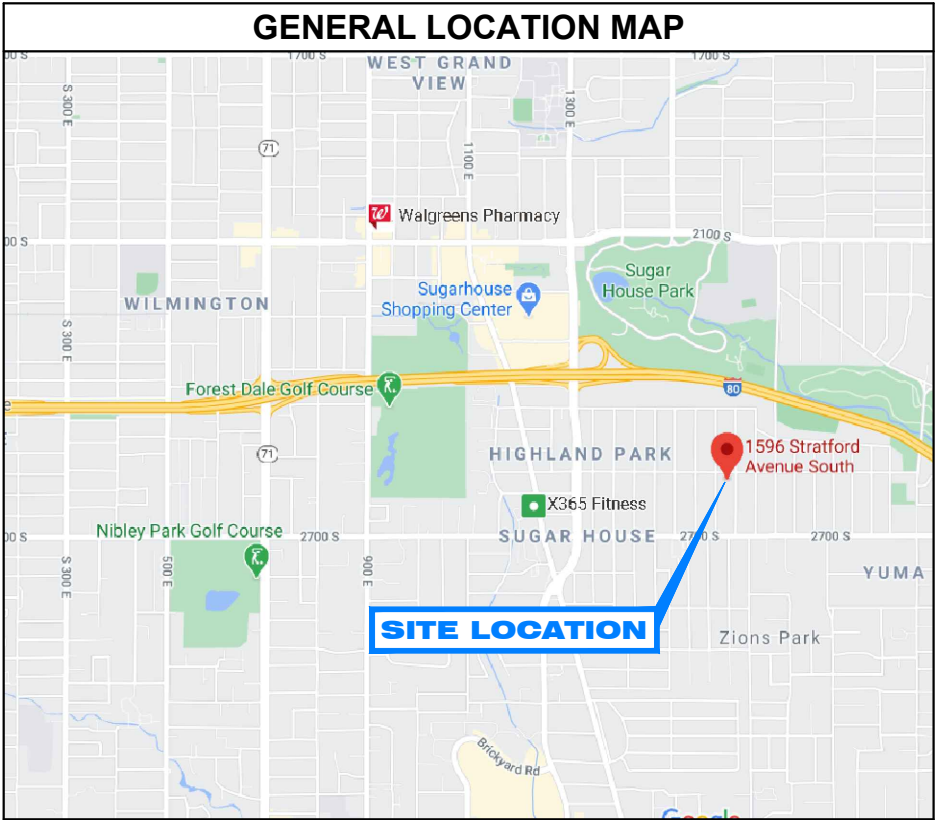 GENERAL LOCATION MAP
1700 S
WEST GRAND
VIEW
1700 S
S 300 E
71
1100 E
1300 E
Walgreens Pharmacy
2100 S
Sugar
House Park
Sugarhouse
Shopping Center
WILMINGTON
S 300 E
Forest Dale Golf Course
80
71
HIGHLAND PARK
1596 Stratford
Avenue South
X365 Fitness
Nibley Park Golf Course
2700 S
SUGAR HOUSE
2700 S
2700 S
S 300 E
500 E
900 E
YUMA
SITE LOCATION
Zions Park
Brickyard Rd
Google